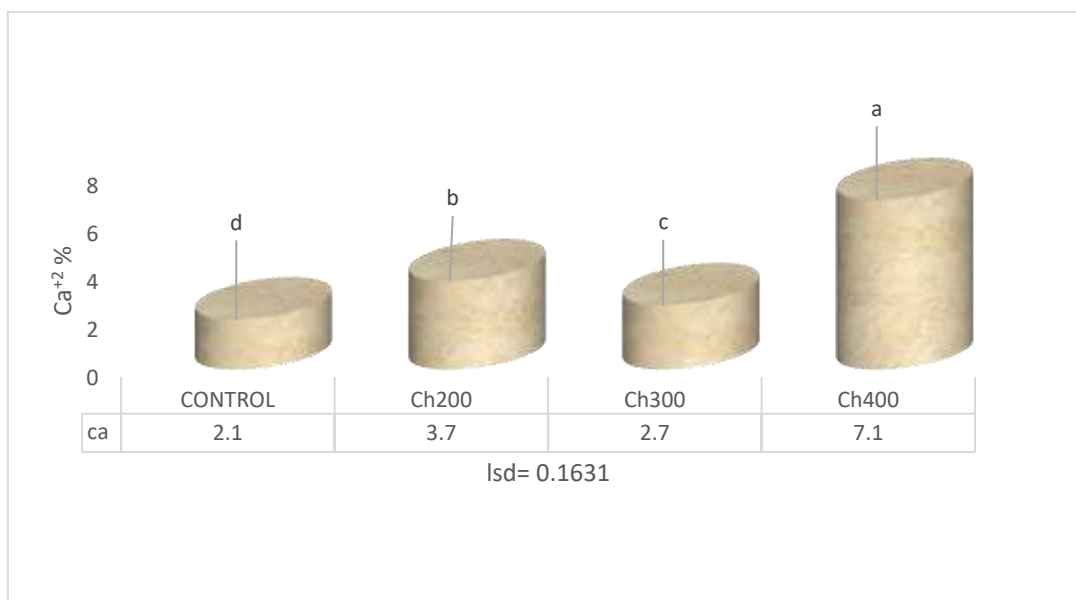 a
b
d
c
8
6
4
2
0
Ca⁺² %
CONTROL Ch200 Ch300 Ch400
ca 2.1 3.7 2.7 7.1
lsd= 0.1631